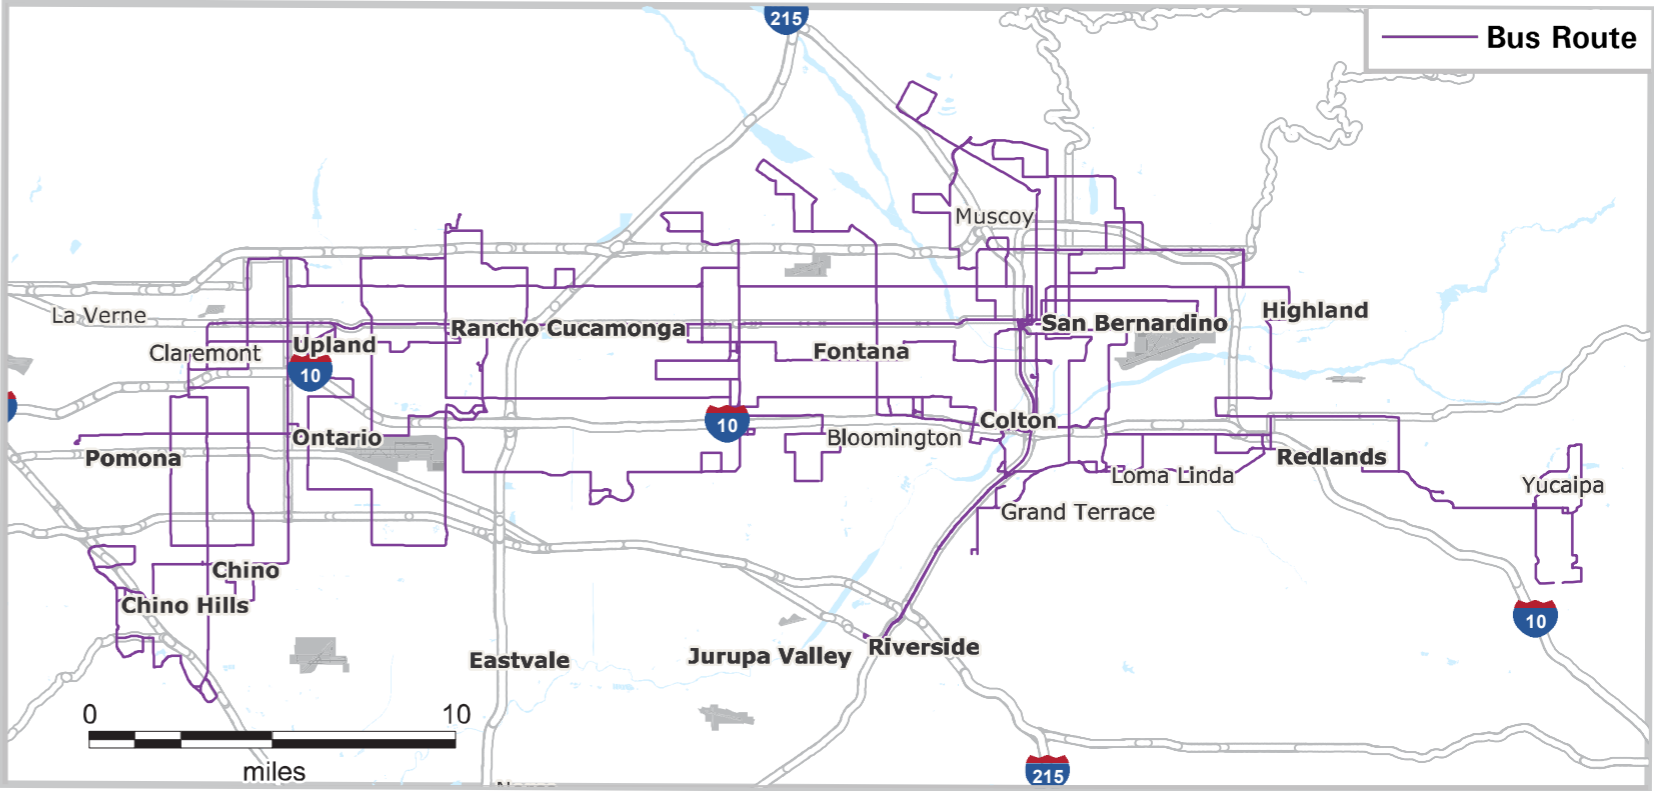 215
Bus Route
Muscoy
La Verne
Highland
San Bernardino
Rancho Cucamonga
Upland
Claremont
Fontana
10
10
Colton
Ontario
Bloomington
Pomona
Redlands
Loma Linda
Yucaipa
Grand Terrace
Chino
Chino Hills
10
Riverside
Jurupa Valley
Eastvale
0
10
miles
215